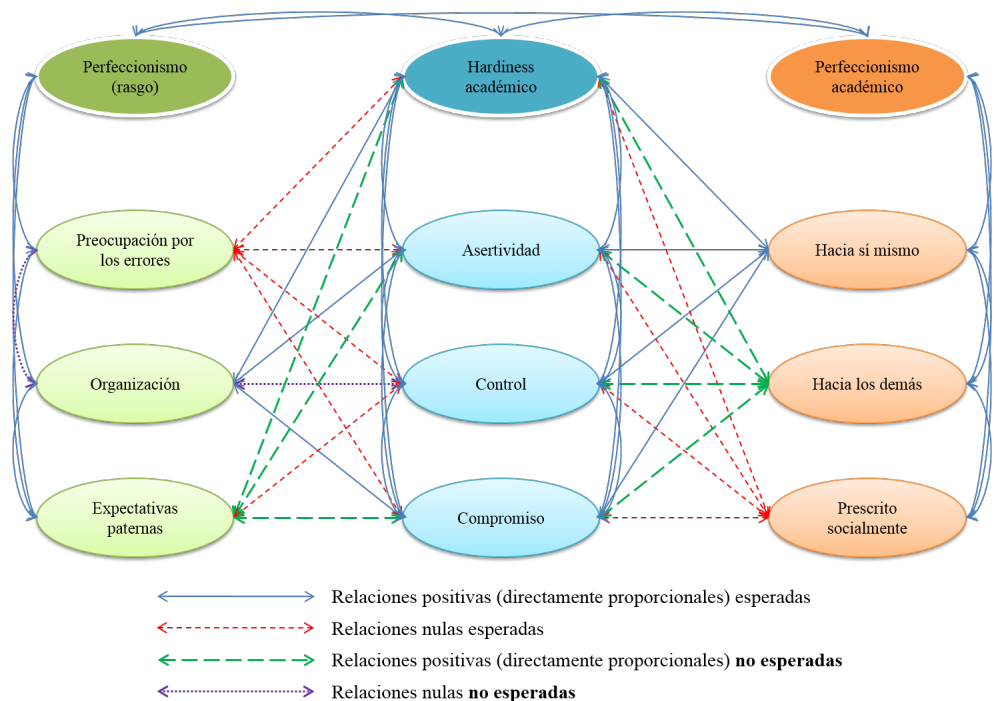 Perfeccionismo
(rasgo)
Hardiness
académico
Perfeccionismo
académico
Preocupación por
los errores
Asertividad
Hacia sí mismo
Organización
Control
Hacia los demás
Expectativas
paternas
Compromiso
Prescrito
socialmente
Relaciones positivas (directamente proporcionales) esperadas
Relaciones nulas esperadas
Relaciones positivas (directamente proporcionales) no esperadas
Relaciones nulas no esperadas